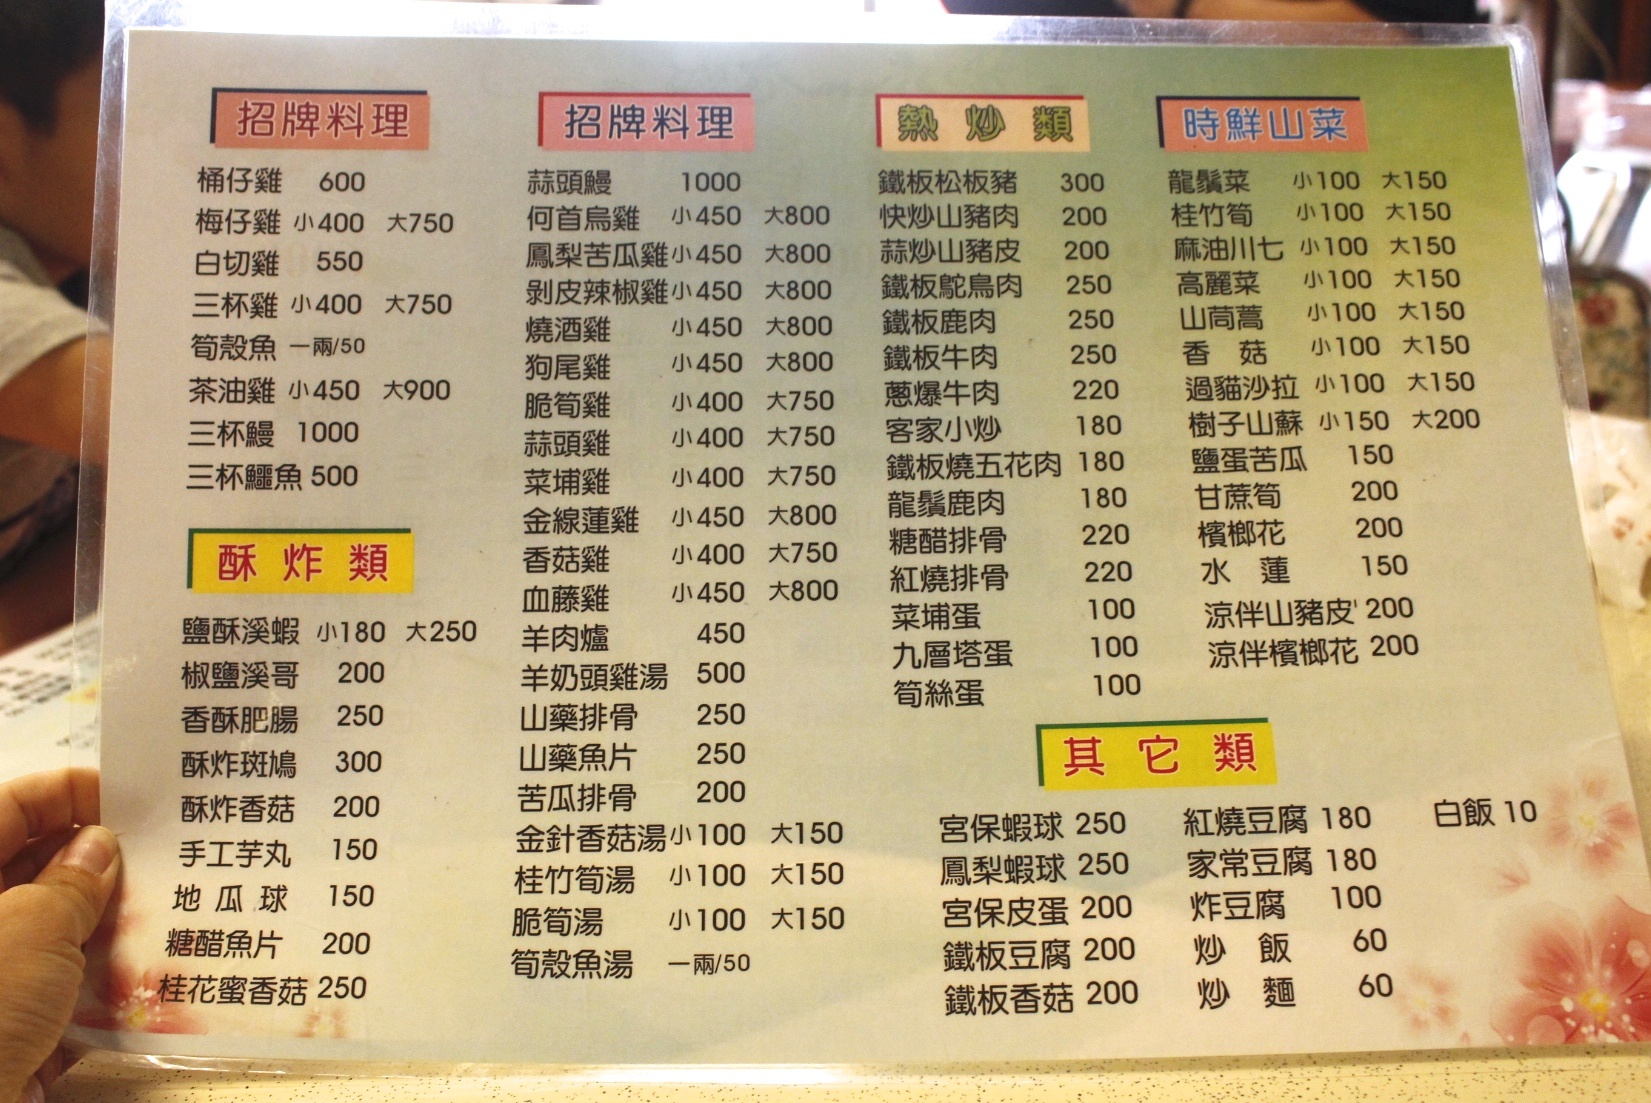 招牌料理
桶仔雞 600
梅仔雞 小400 大750
白切雞 550
三杯雞 小400 大750
筍殼魚 一兩/50
茶油雞 小450 大900
三杯鰻 1000
三杯鱷魚 500
酥炸類
鹽酥溪蝦 小180 大250
椒鹽溪哥 200
香酥肥腸 250
酥炸斑鳩 300
酥炸香菇 200
手工芋丸 150
地瓜球 150
糖醋魚片 200
桂花蜜香菇 250
招牌料理
蒜頭鰻 1000
何首烏雞 小450 大800
鳳梨苦瓜雞 小450 大800
剝皮辣椒雞 小450 大800
燒酒雞 小450 大800
狗尾雞 小450 大800
脆筍雞 小400 大750
蒜頭雞 小400 大750
菜埔雞 小400 大750
金線蓮雞 小450 大800
香菇雞 小400 大750
血藤雞 小450 大800
羊肉爐 450
羊奶頭雞湯 500
山藥排骨 250
山藥魚片 250
苦瓜排骨 200
金針香菇湯 小100 大150
桂竹筍湯 小100 大150
脆筍湯 小100 大150
筍殼魚湯 一兩/50
熱炒類
鐵板松板豬 300
快炒山豬肉 200
蒜炒山豬皮 200
鐵板鴕鳥肉 250
鐵板鹿肉 250
鐵板牛肉 250
蔥爆牛肉 220
客家小炒 180
鐵板燒五花肉 180
龍鬚鹿肉 180
糖醋排骨 220
紅燒排骨 220
菜埔蛋 100
九層塔蛋 100
筍絲蛋 100
時鮮山菜
龍鬚菜 小100 大150
桂竹筍 小100 大150
麻油川七 小100 大150
高麗菜 小100 大150
山茼蒿 小100 大150
香菇 小100 大150
過貓沙拉 小100 大150
樹子山蘇 小150 大200
鹽蛋苦瓜 150
甘蔗筍 200
檳榔花 200
水蓮 150
涼伴山豬皮 200
涼伴檳榔花 200
其它類
宮保蝦球 250
鳳梨蝦球 250
宮保皮蛋 200
鐵板豆腐 200
鐵板香菇 200
紅燒豆腐 180
家常豆腐 180
炸豆腐 100
炒飯 60
炒麵 60
白飯 10